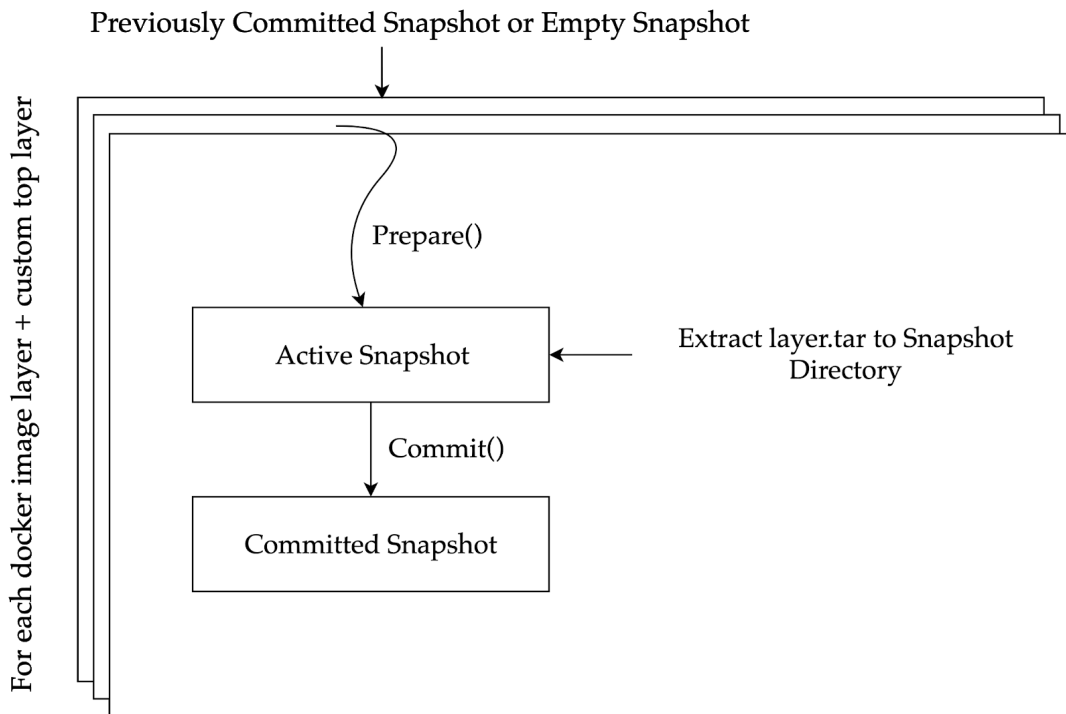 Previously Committed Snapshot or Empty Snapshot
For each docker image layer + custom top layer
Prepare()
Active Snapshot
Extract layer.tar to Snapshot
Directory
Commit()
Committed Snapshot